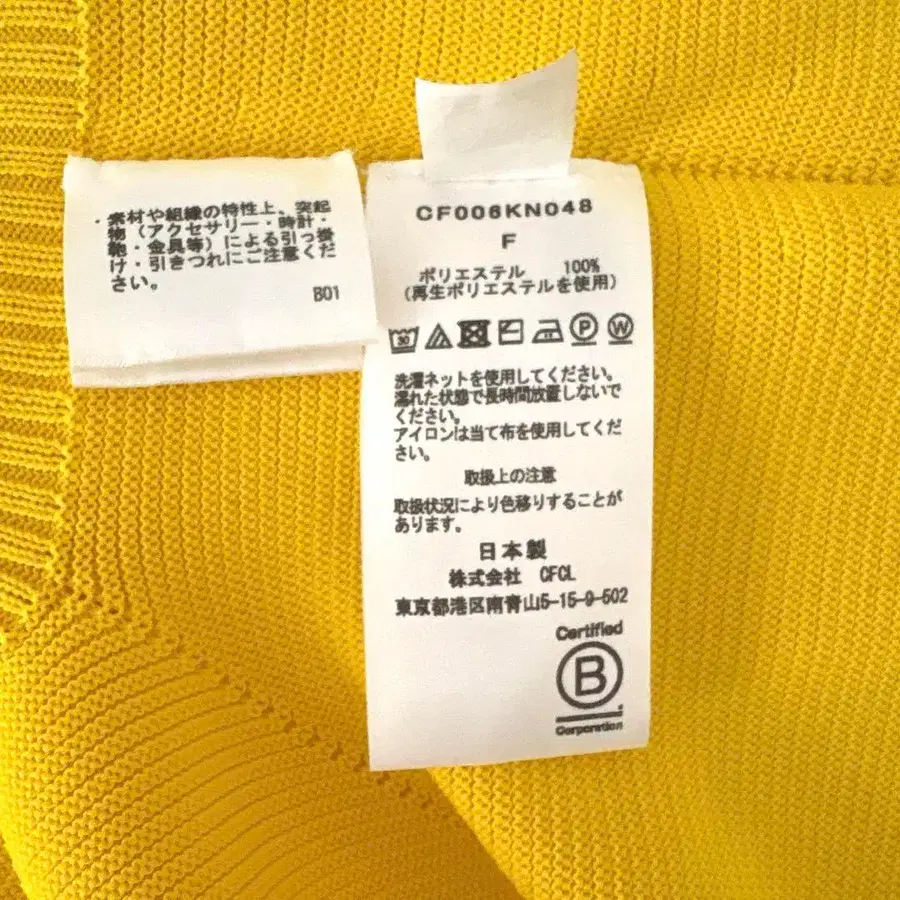 ・素材や組織の特性上、突起
物（アクセサリー・時計・
鞄・金具等）による引っ掛
け・引きつれにご注意くだ
さい。
B01
CF006KN048
F
ポリエステル 100%
(再生ポリエステルを使用)
30
P
W
洗濯ネットを使用してください。
濡れた状態で長時間放置しないで
ください。
アイロンは当て布を使用してくだ
さい。
取扱上の注意
取扱状況により色移りすることが
あります。
日本製
株式会社 CFCL
東京都港区南青山5-15-9-502
Certified
B
Corporation